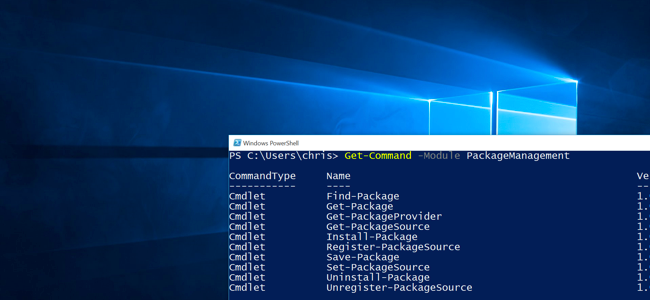 Windows PowerShell
PS C:\Users\chris> Get-Command -Module PackageManagement
CommandType Name Ve
----------- ---- --
Cmdlet Find-Package 1.
Cmdlet Get-Package 1.
Cmdlet Get-PackageProvider 1.
Cmdlet Get-PackageSource 1.
Cmdlet Install-Package 1.
Cmdlet Register-PackageSource 1.
Cmdlet Save-Package 1.
Cmdlet Set-PackageSource 1.
Cmdlet Uninstall-Package 1.
Cmdlet Unregister-PackageSource 1.